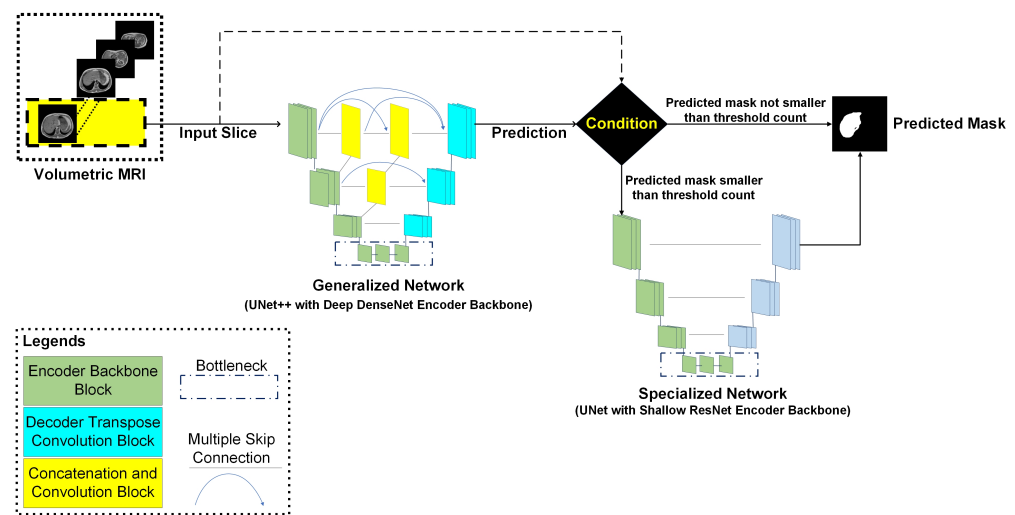 Volumetric MRI
Input Slice
Prediction
Condition
Predicted mask not smaller
than threshold count
Predicted Mask
Predicted mask smaller
than threshold count
Generalized Network
(UNet++ with Deep DenseNet Encoder Backbone)
Specialized Network
(UNet with Shallow ResNet Encoder Backbone)
Legends
Encoder Backbone
Block
Bottleneck
Decoder Transpose
Convolution Block
Multiple Skip
Connection
Concatenation and
Convolution Block